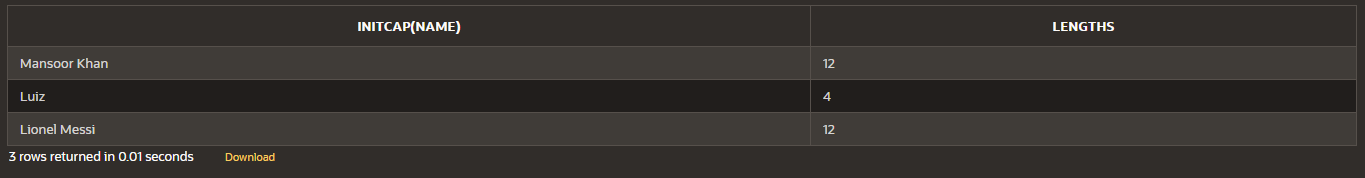 INITCAP(NAME) LENGTHS
Mansoor Khan 12
Luiz 4
Lionel Messi 12
3 rows returned in 0.01 seconds Download